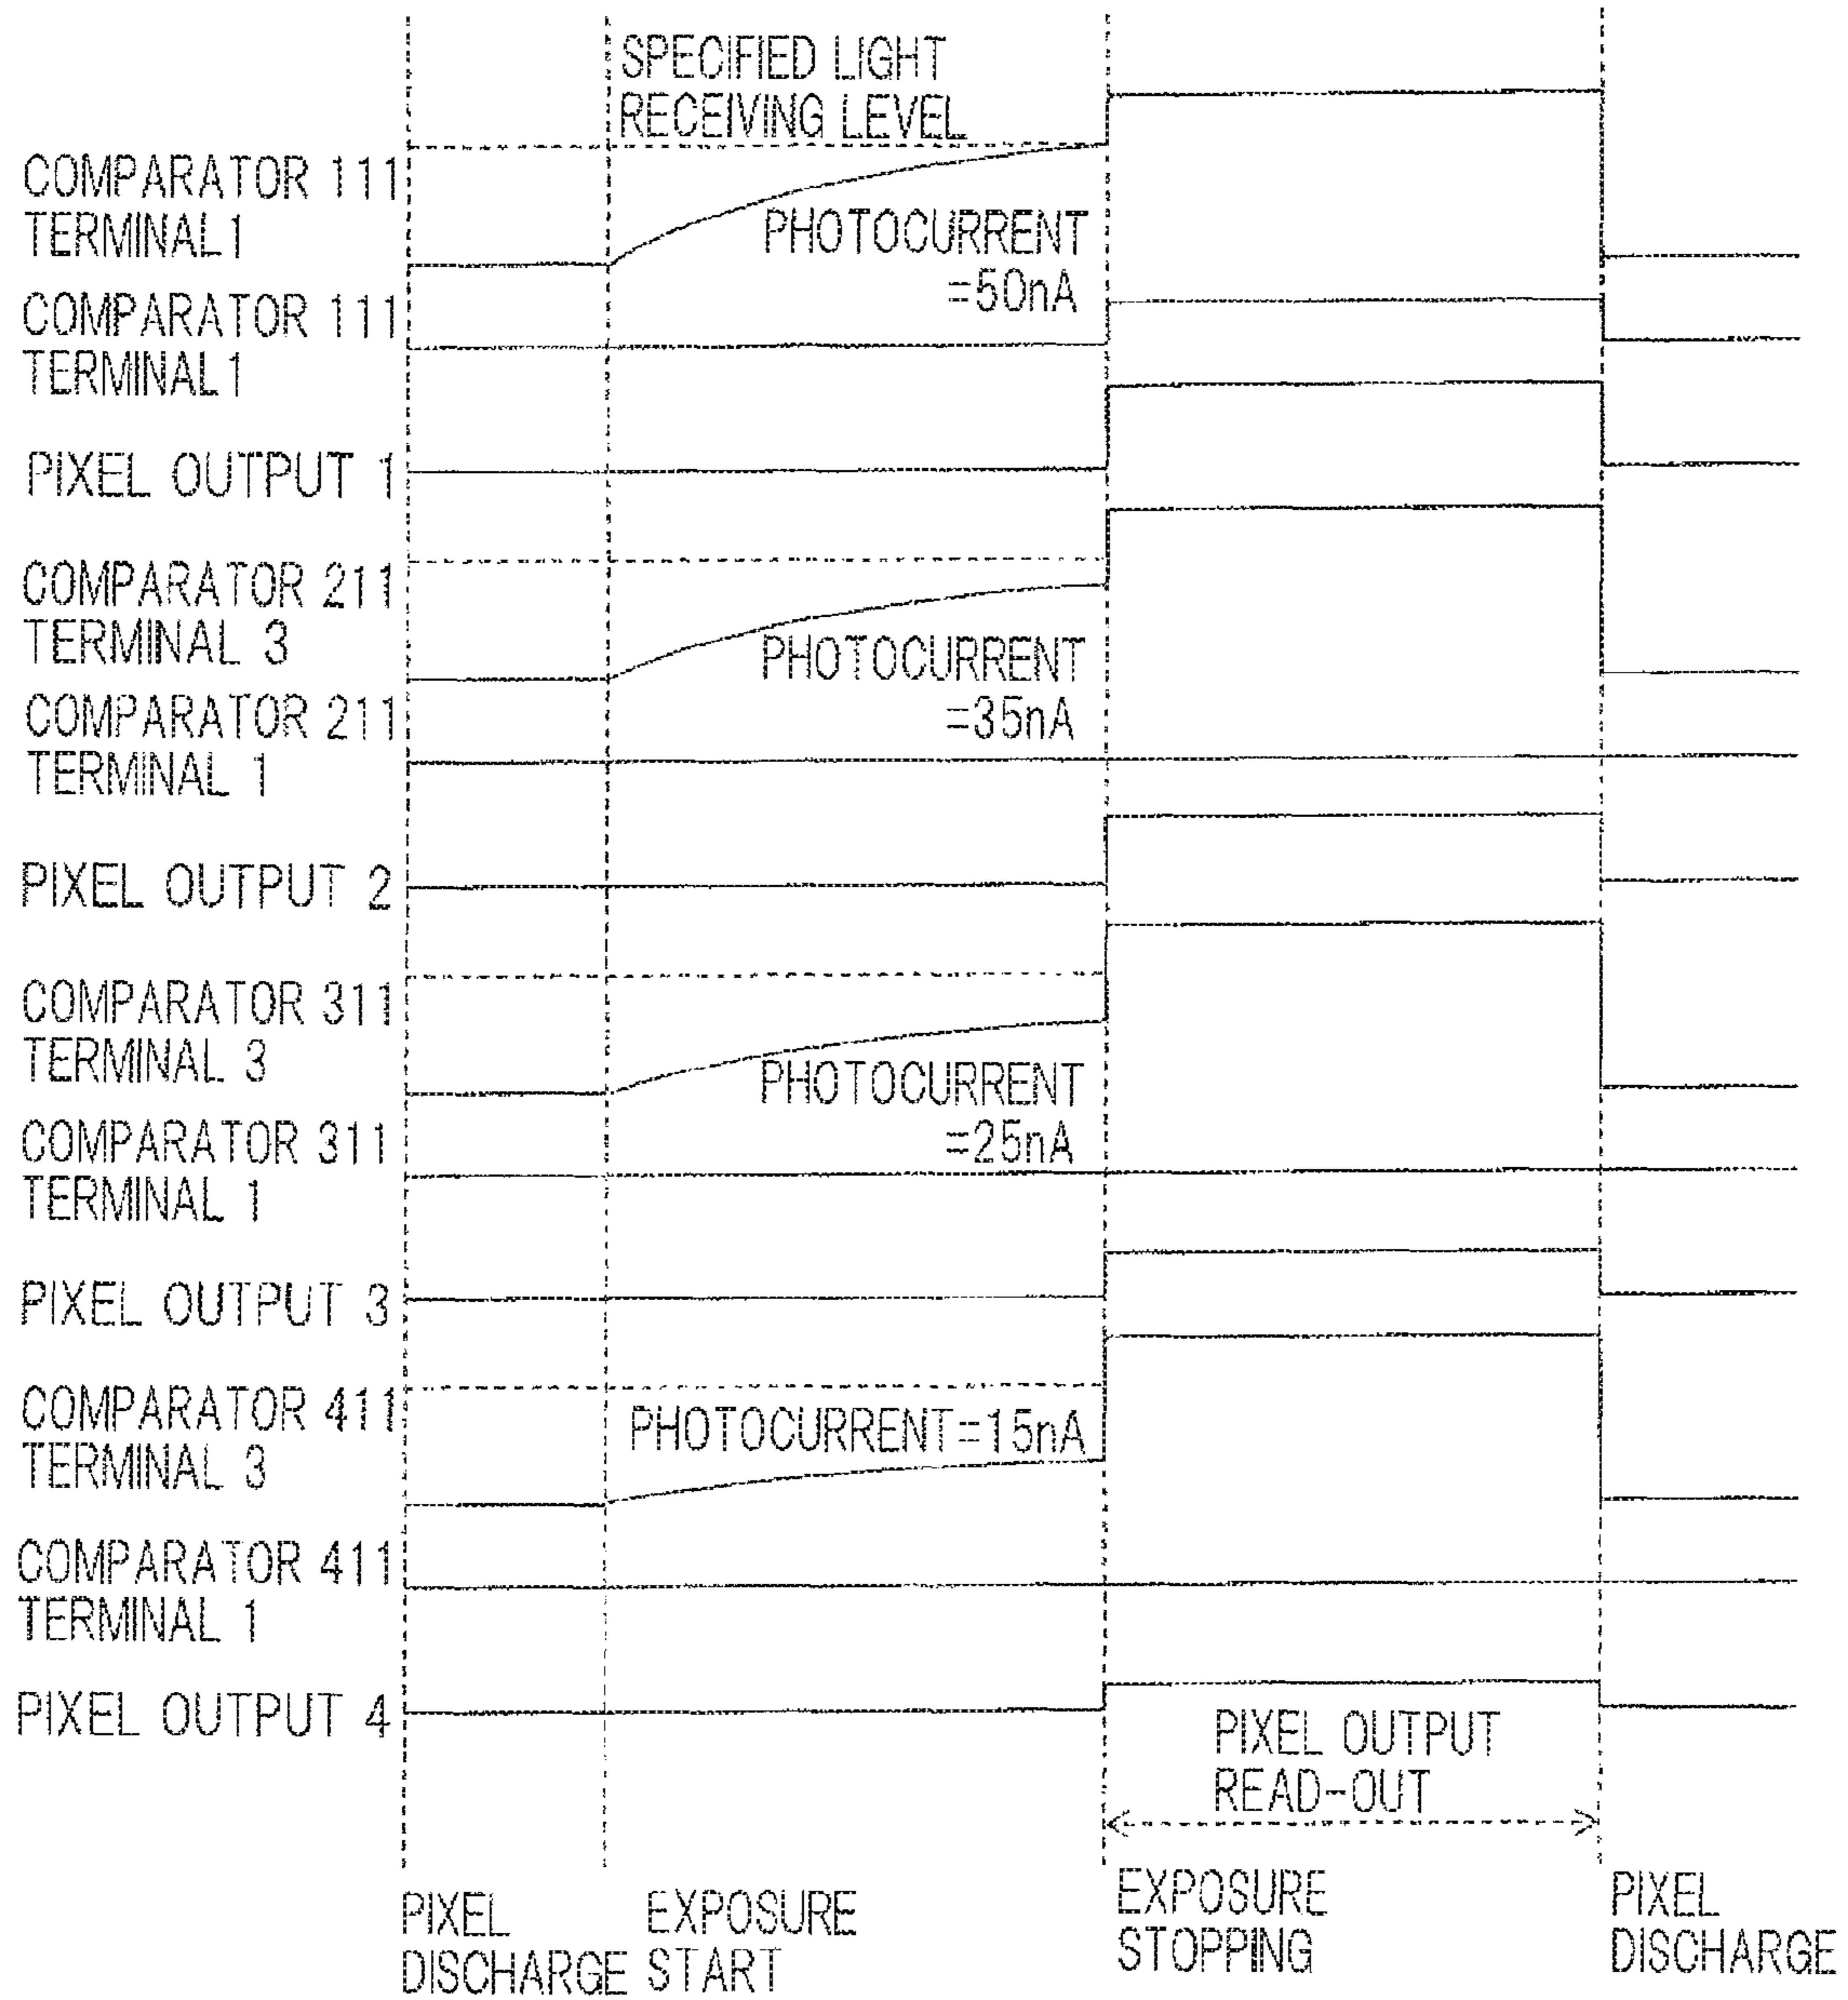 SPECIFIED LIGHT
RECEIVING LEVEL
COMPARATOR 111
TERMINAL1
PHOTOCURRENT
=50nA
COMPARATOR 111
TERMINAL1
PIXEL OUTPUT 1
COMPARATOR 211
TERMINAL 3
PHOTOCURRENT
=35nA
COMPARATOR 211
TERMINAL 1
PIXEL OUTPUT 2
COMPARATOR 311
TERMINAL 3
PHOTOCURRENT
=25nA
COMPARATOR 311
TERMINAL 1
PIXEL OUTPUT 3
COMPARATOR 411
TERMINAL 3
PHOTOCURRENT=15nA
COMPARATOR 411
TERMINAL 1
PIXEL OUTPUT 4
PIXEL OUTPUT
READ-OUT
PIXEL
DISCHARGE
EXPOSURE
START
EXPOSURE
STOPPING
PIXEL
DISCHARGE